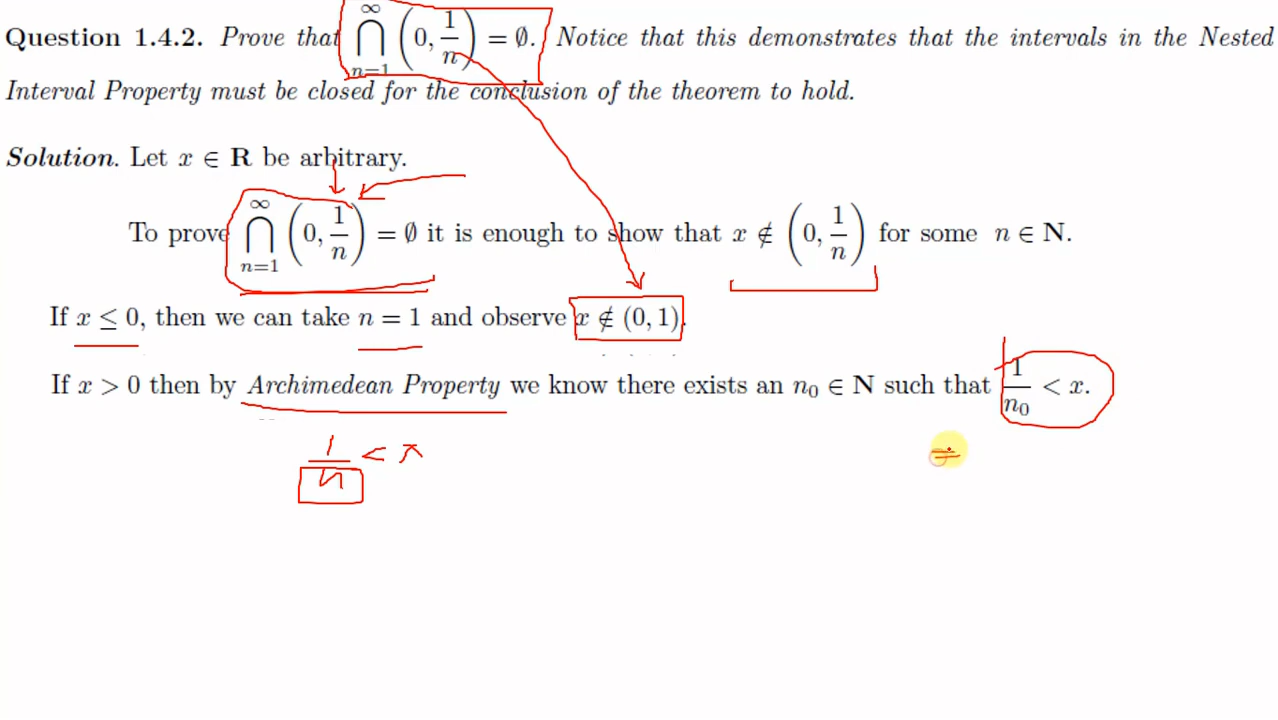 Question 1.4.2. Prove that ⋂_{n=1}^{∞} (0, 1/n) = ∅. Notice that this demonstrates that the intervals in the Nested
Interval Property must be closed for the conclusion of the theorem to hold.
Solution. Let x ∈ R be arbitrary.
To prove ⋂_{n=1}^{∞} (0, 1/n) = ∅ it is enough to show that x ∉ (0, 1/n) for some n ∈ N.
If x ≤ 0, then we can take n = 1 and observe x ∉ (0, 1).
If x > 0 then by Archimedean Property we know there exists an n₀ ∈ N such that 1/n₀ < x.
1/n < x